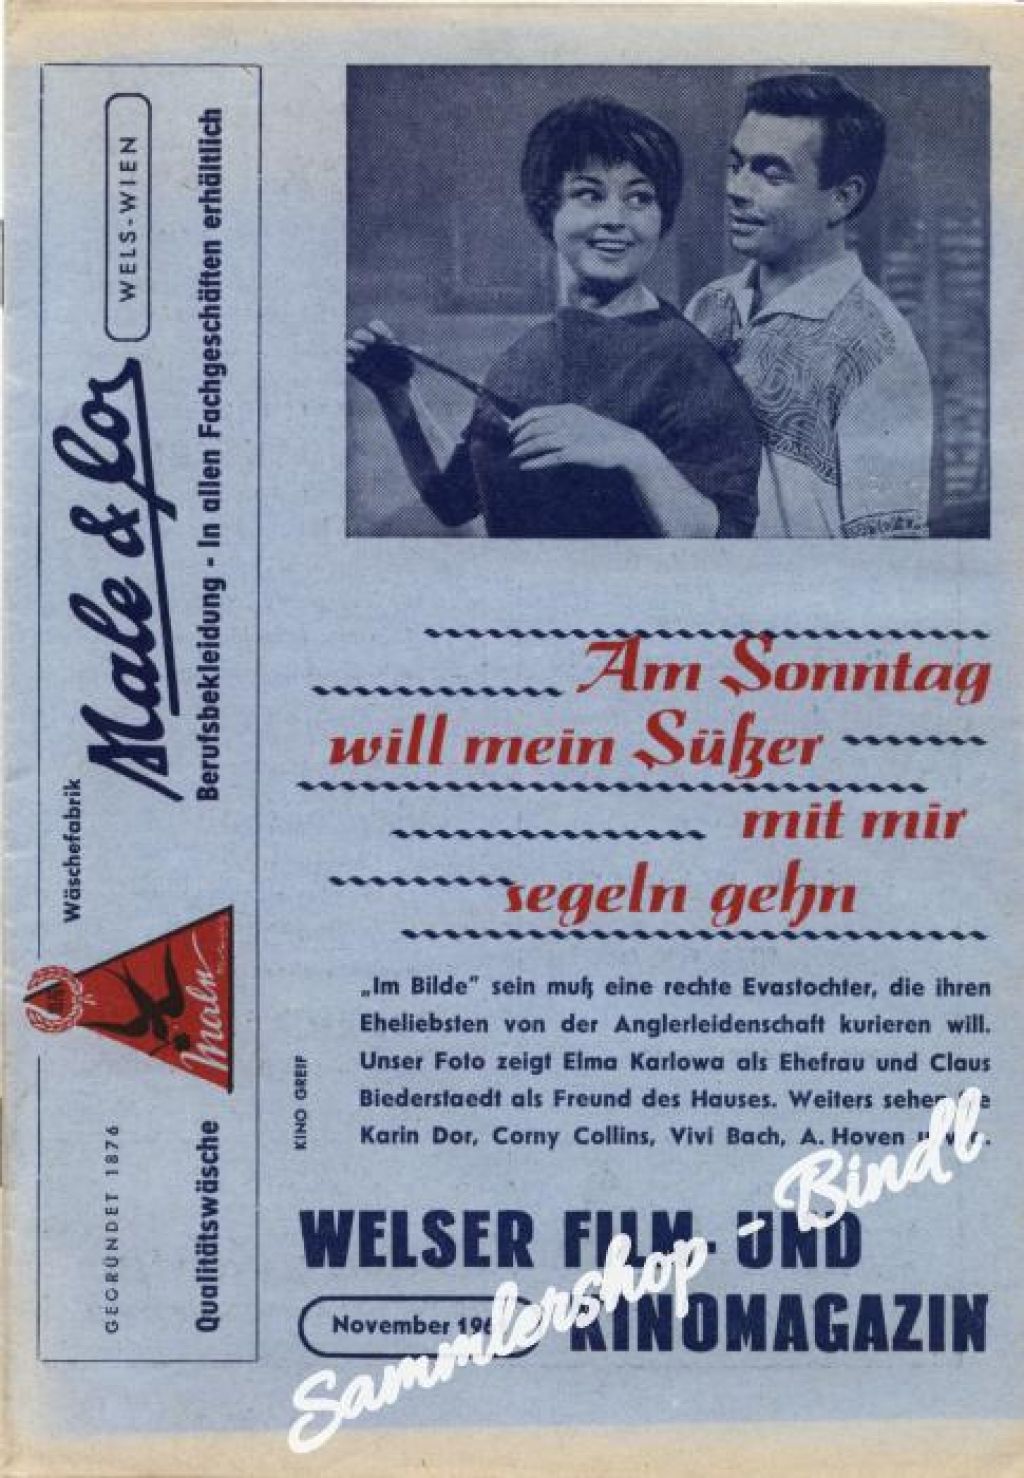 GEGRÜNDET 1876
Qualitätswäsche
Maln
Wäschefabrik
Male & Co
WELS-WIEN
Berufsbekleidung - In allen Fachgeschäften erhältlich
Am Sonntag
will mein Süßer
mit mir
segeln gehn
KINO GREIF
„Im Bilde" sein muß eine rechte Evastochter, die ihren
Eheliebsten von der Anglerleidenschaft kurieren will.
Unser Foto zeigt Elma Karlowa als Ehefrau und Claus
Biederstaedt als Freund des Hauses. Weiters sehen
Karin Dor, Corny Collins, Vivi Bach, A. Hoven
WELSER FILM- UND
November
KINOMAGAZIN
Sammlershop - Bindl